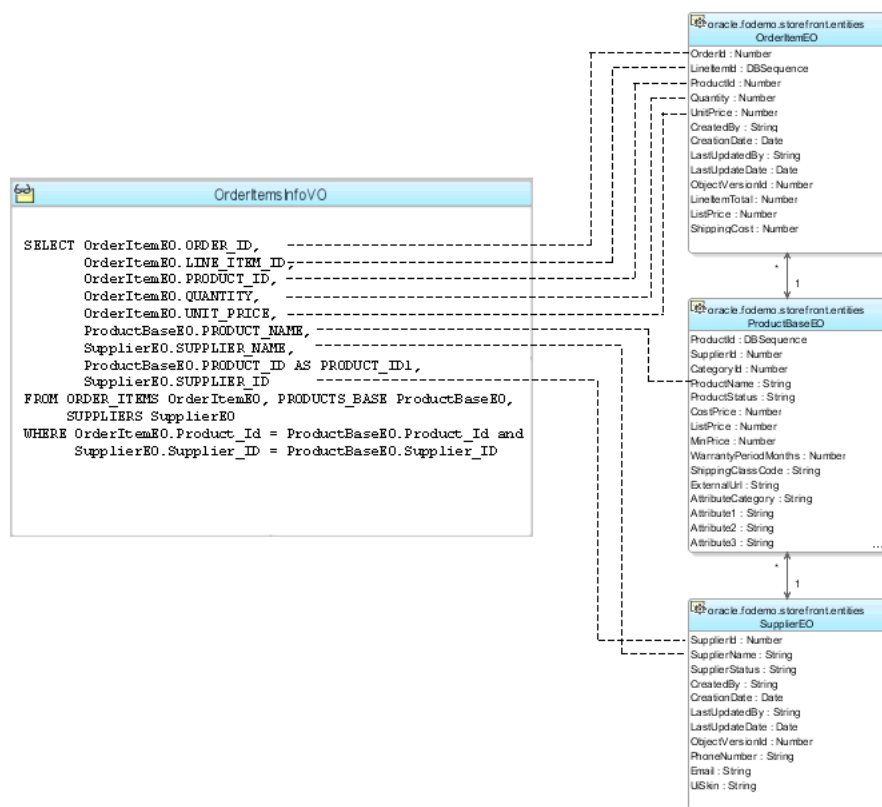 OrderItemsInfoVO
SELECT OrderItemEO.ORDER_ID,
OrderItemEO.LINE_ITEM_ID,
OrderItemEO.PRODUCT_ID,
OrderItemEO.QUANTITY,
OrderItemEO.UNIT_PRICE,
ProductBaseEO.PRODUCT_NAME,
SupplierEO.SUPPLIER_NAME,
ProductBaseEO.PRODUCT_ID AS PRODUCT_ID1,
SupplierEO.SUPPLIER_ID
FROM ORDER_ITEMS OrderItemEO, PRODUCTS_BASE ProductBaseEO,
SUPPLIERS SupplierEO
WHERE OrderItemEO.Product_Id = ProductBaseEO.Product_Id and
SupplierEO.Supplier_ID = ProductBaseEO.Supplier_ID
oracle.fodemo.storefront.entities
OrderItemEO
OrderId : Number
LineItemId : DBSequence
ProductId : Number
Quantity : Number
UnitPrice : Number
CreatedBy : String
CreationDate : Date
LastUpdatedBy : String
LastUpdateDate : Date
ObjectVersionId : Number
LineItemTotal : Number
ListPrice : Number
ShippingCost : Number
*
1
oracle.fodemo.storefront.entities
ProductBaseEO
ProductId : DBSequence
SupplierId : Number
CategoryId : Number
ProductName : String
ProductStatus : String
CostPrice : Number
ListPrice : Number
MinPrice : Number
WarrantyPeriodMonths : Number
ShippingClassCode : String
ExternalUrl : String
AttributeCategory : String
Attribute1 : String
Attribute2 : String
Attribute3 : String
...
*
1
oracle.fodemo.storefront.entities
SupplierEO
SupplierId : Number
SupplierName : String
SupplierStatus : String
CreatedBy : String
CreationDate : Date
LastUpdatedBy : String
LastUpdateDate : Date
ObjectVersionId : Number
PhoneNumber : String
Email : String
UiSkin : String